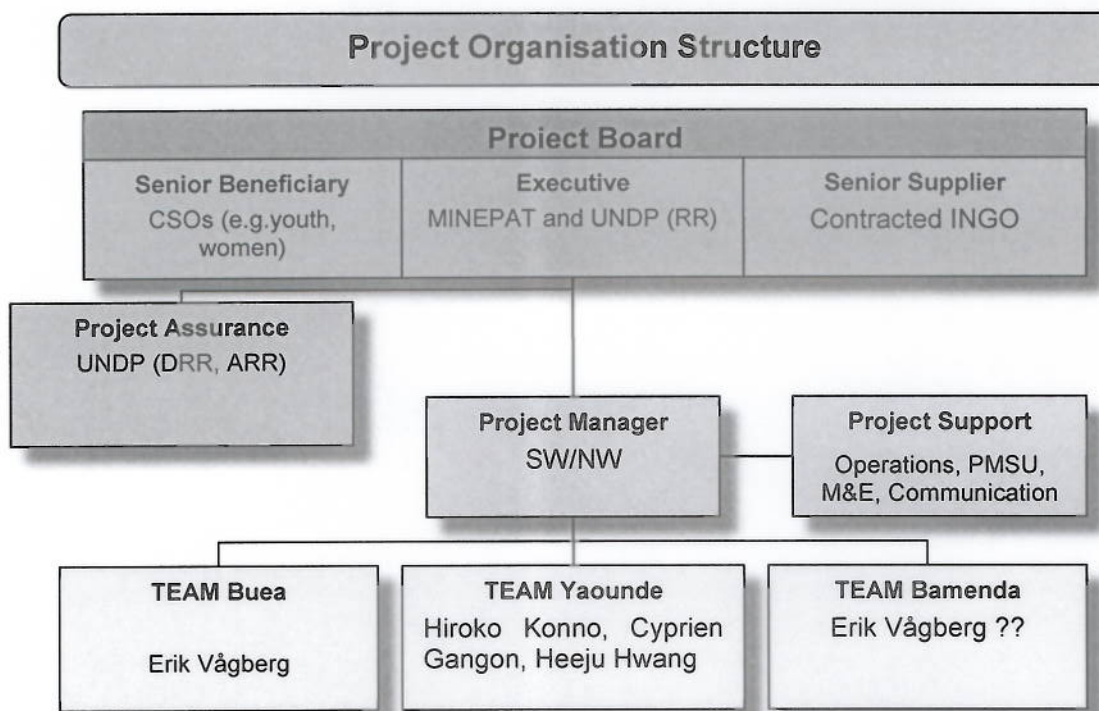 Project Organisation Structure
Project Board
Senior Beneficiary
CSOs (e.g.youth,
women)
Executive
MINEPAT and UNDP (RR)
Senior Supplier
Contracted INGO
Project Assurance
UNDP (DRR, ARR)
Project Manager
SW/NW
Project Support
Operations, PMSU,
M&E, Communication
TEAM Buea
Erik Vågberg
TEAM Yaounde
Hiroko Konno, Cyprien
Gangon, Heeju Hwang
TEAM Bamenda
Erik Vågberg ??